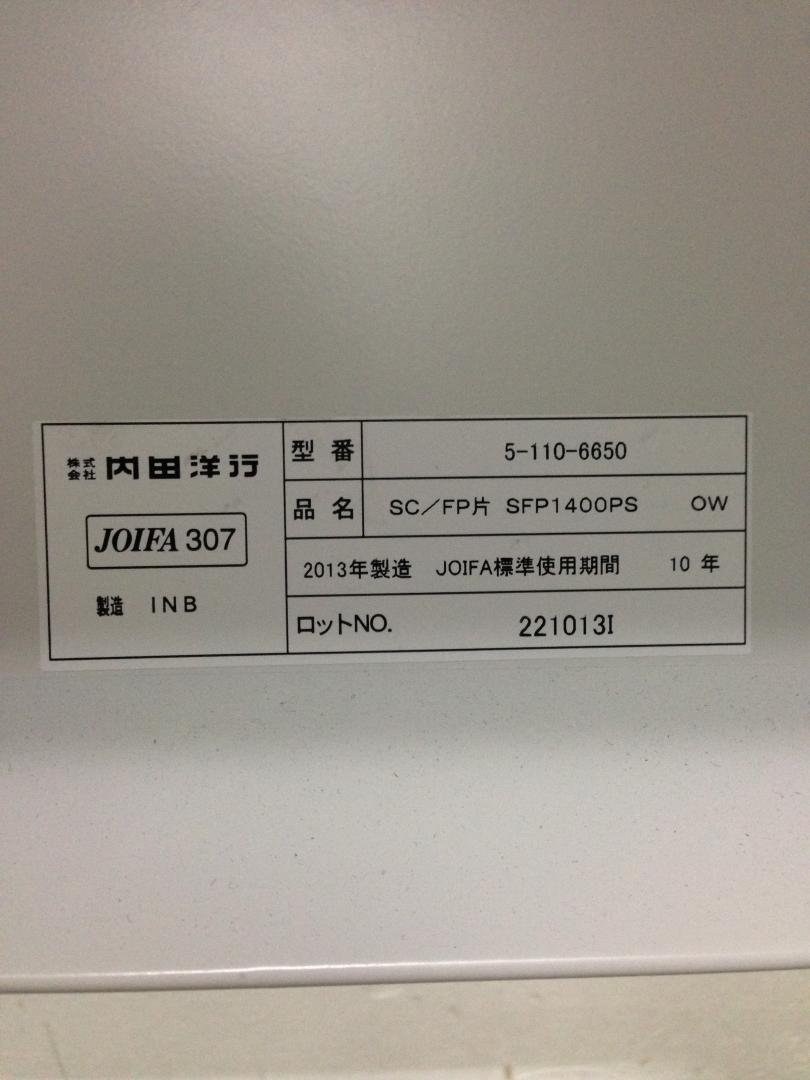 株式会社 内田洋行
JOIFA 307
製造 INB
型番 5-110-6650
品名 SC／FP片 SFP1400PS OW
2013年製造 JOIFA標準使用期間 10年
ロットNO. 221013I